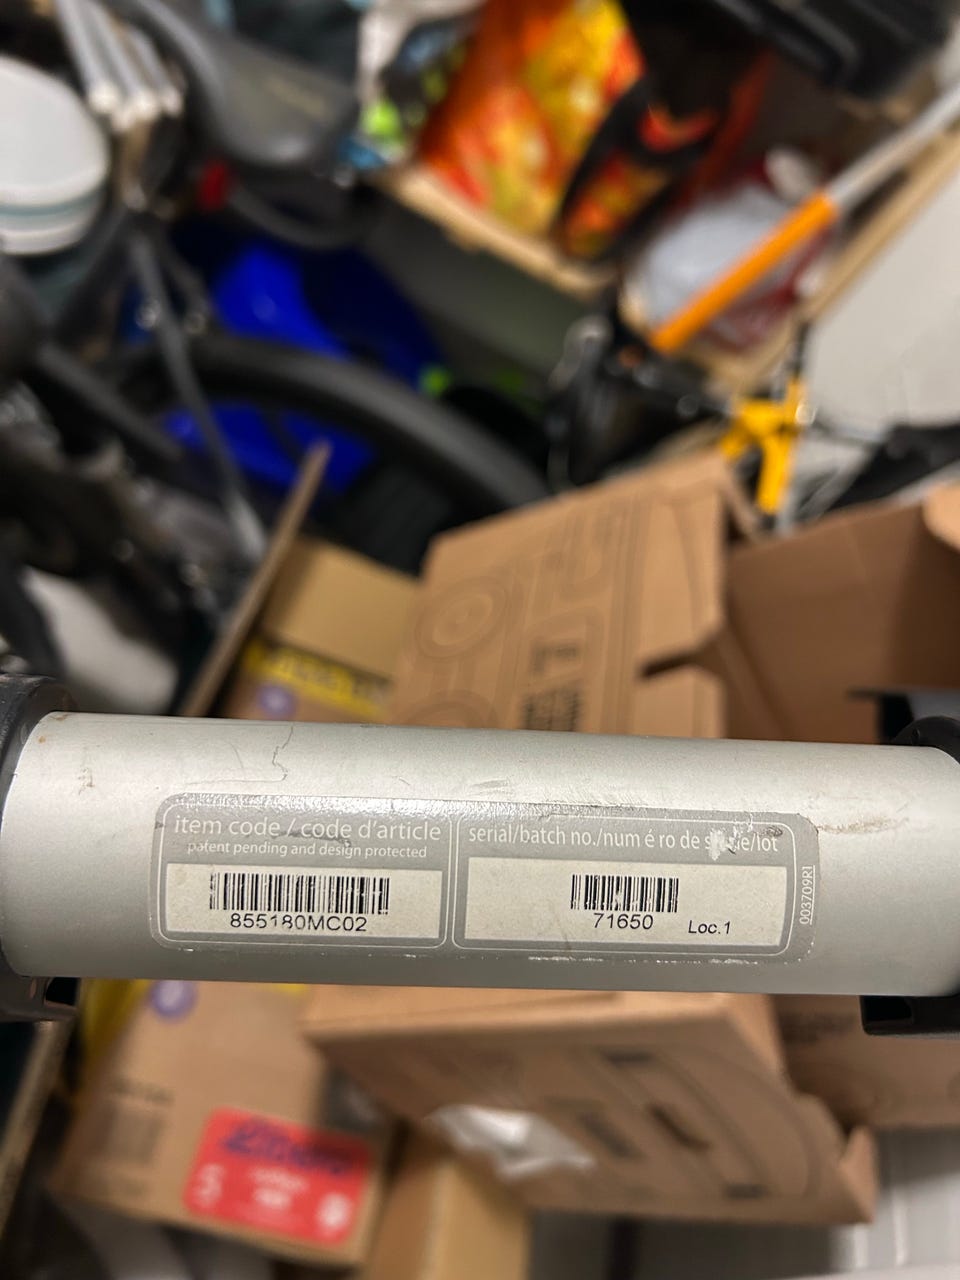 item code / code d'article
patent pending and design protected
855180MC02
serial/batch no./num é ro de s
e/lot
71650
Loc.1
003709R1